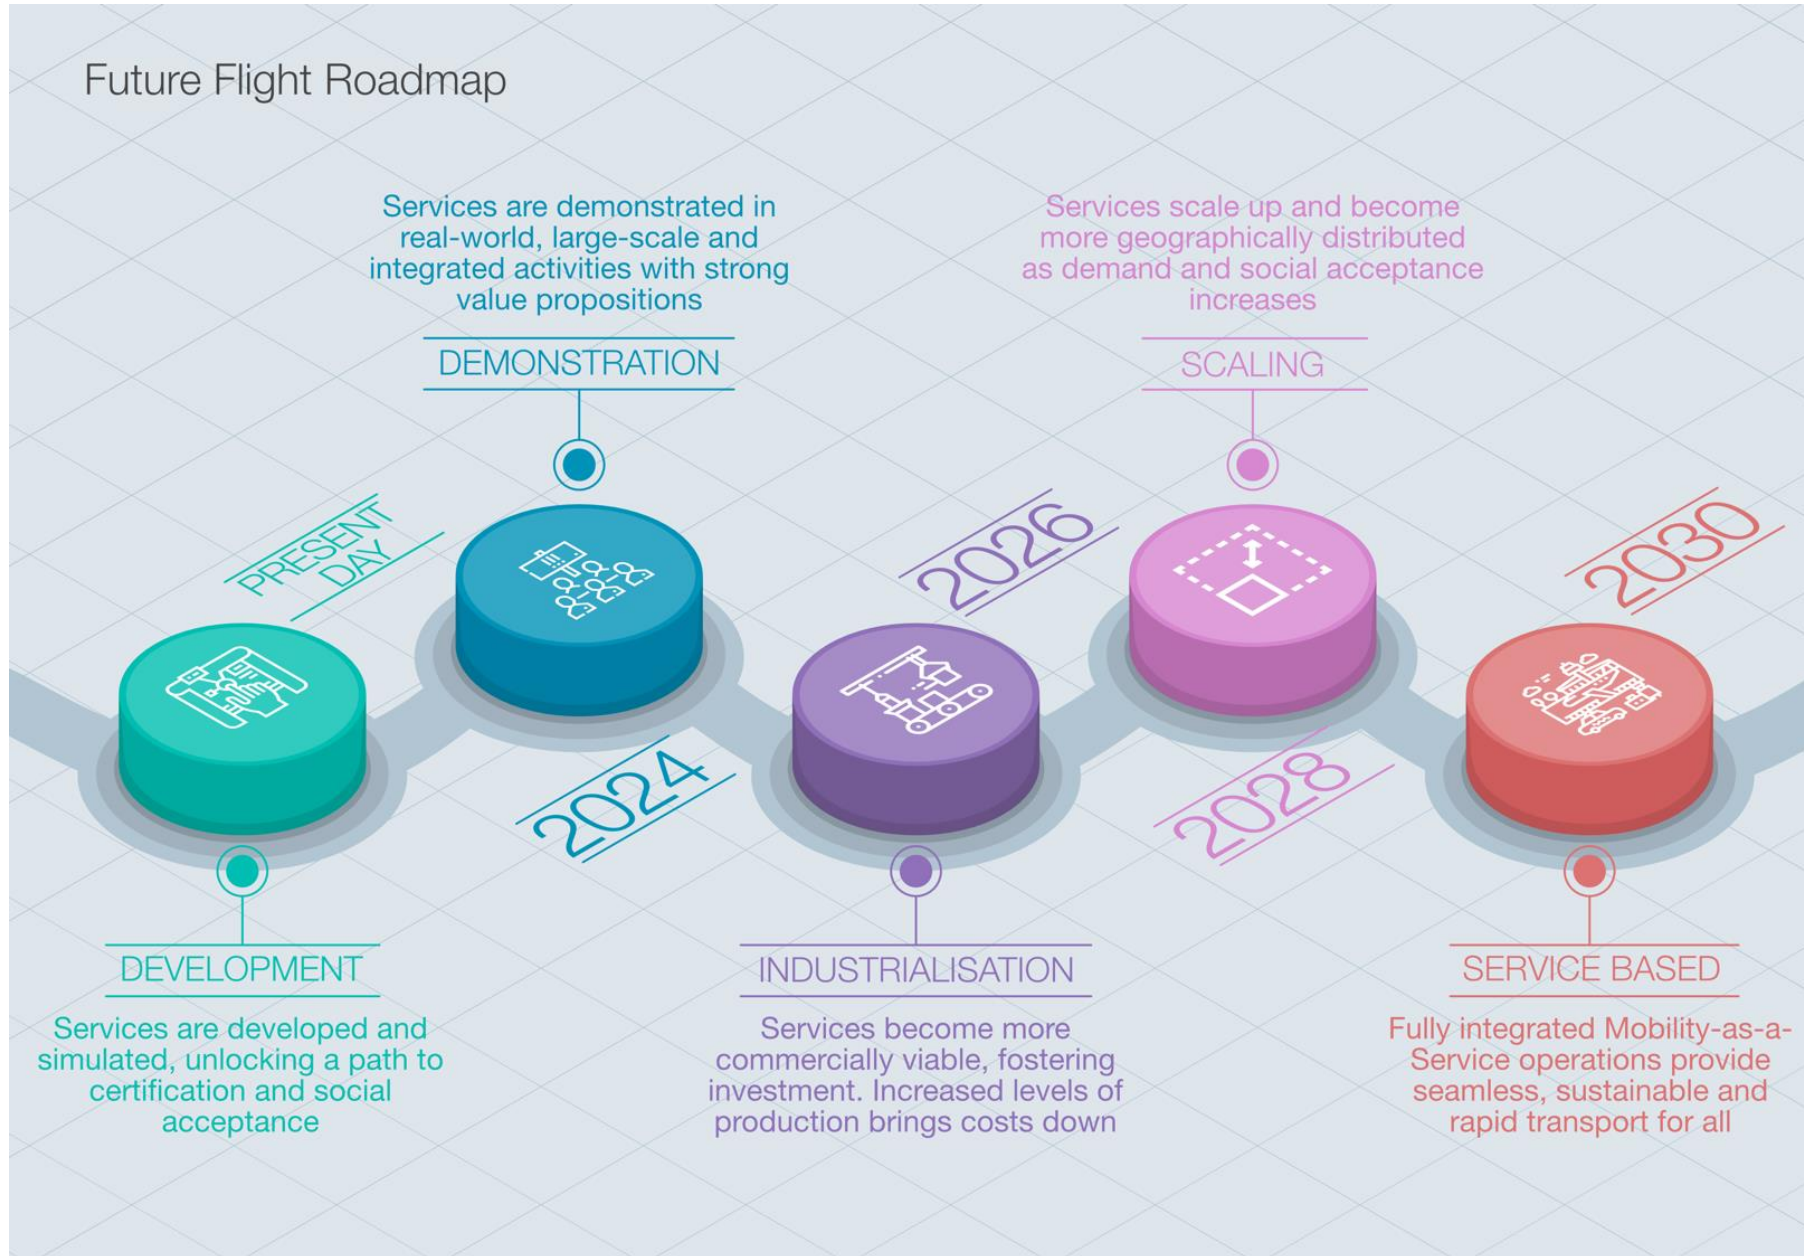 Future Flight Roadmap
Services are demonstrated in
real-world, large-scale and
integrated activities with strong
value propositions
DEMONSTRATION
Services scale up and become
more geographically distributed
as demand and social acceptance
increases
SCALING
PRESENT
DAY
2024
2026
2028
2030
DEVELOPMENT
Services are developed and
simulated, unlocking a path to
certification and social
acceptance
INDUSTRIALISATION
Services become more
commercially viable, fostering
investment. Increased levels of
production brings costs down
SERVICE BASED
Fully integrated Mobility-as-a-
Service operations provide
seamless, sustainable and
rapid transport for all